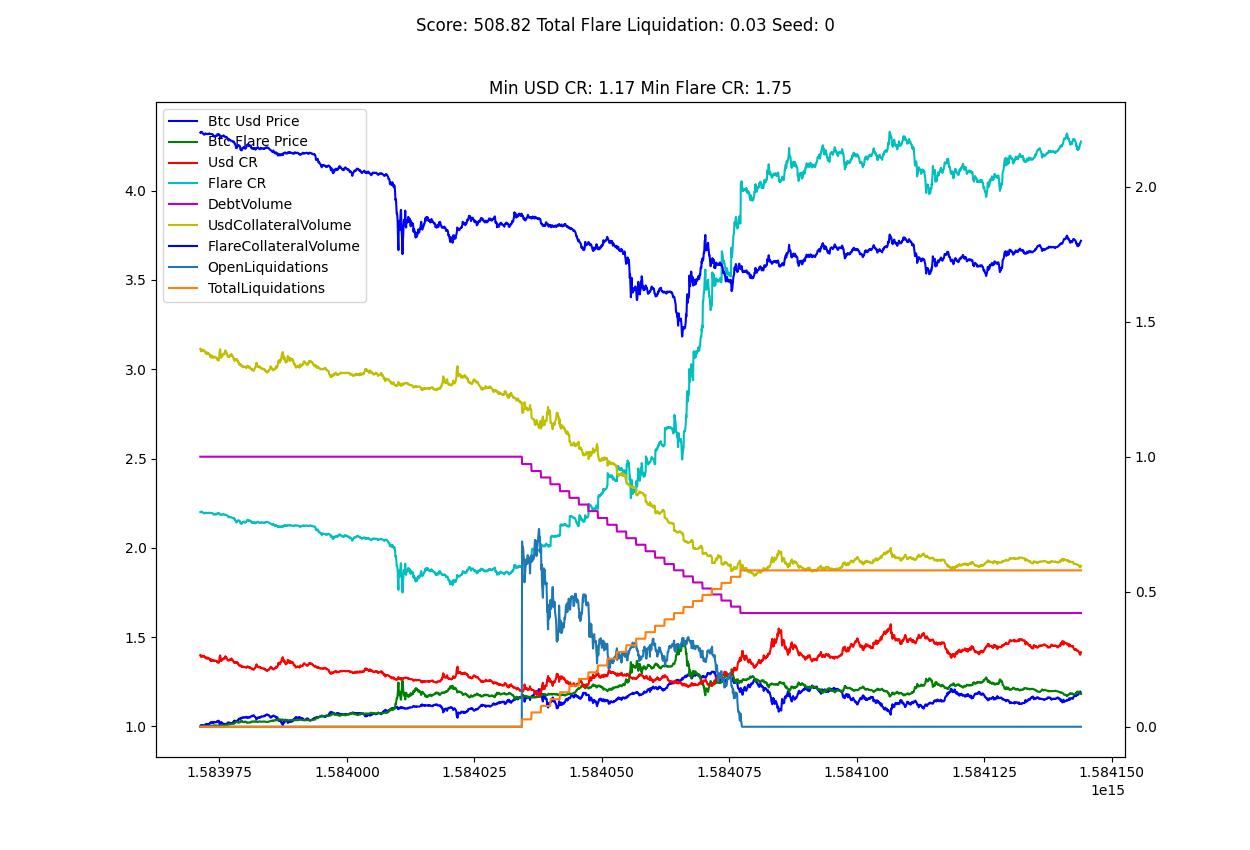 Score: 508.82 Total Flare Liquidation: 0.03 Seed: 0
Min USD CR: 1.17 Min Flare CR: 1.75
Btc Usd Price
Btc Flare Price
Usd CR
Flare CR
DebtVolume
UsdCollateralVolume
FlareCollateralVolume
OpenLiquidations
TotalLiquidations
4.0
3.5
3.0
2.5
2.0
1.5
1.0
2.0
1.5
1.0
0.5
0.0
1.583975 1.584000 1.584025 1.584050 1.584075 1.584100 1.584125 1.584150
1e15